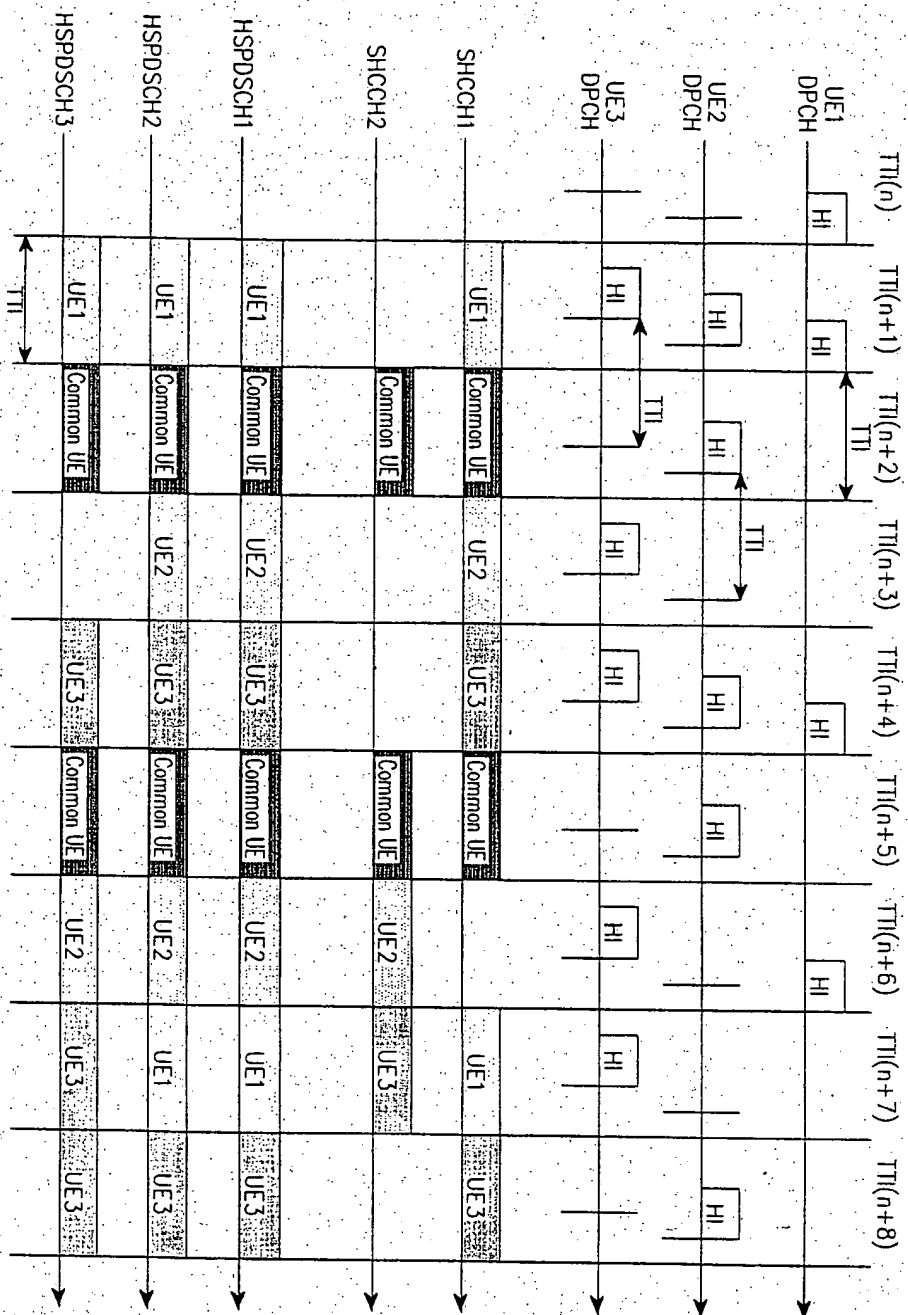 TTI(n) TTI(n+1) TTI(n+2) TTI(n+3) TTI(n+4) TTI(n+5) TTI(n+6) TTI(n+7) TTI(n+8)
TTI
UE1
DPCH
HI HI HI HI
TTI
UE2
DPCH
HI HI HI HI HI
TTI
UE3
DPCH
HI HI HI HI HI
SHCCH1
UE1 Common UE UE2 UE3 Common UE UE1 UE3
SHCCH2
Common UE Common UE UE2 UE3
HSPDSCH1
UE1 Common UE UE2 UE3 Common UE UE2 UE1 UE3
HSPDSCH2
UE1 Common UE UE2 UE3 Common UE UE2 UE1 UE3
HSPDSCH3
UE1 Common UE UE3 Common UE UE2 UE3 UE3
TTI